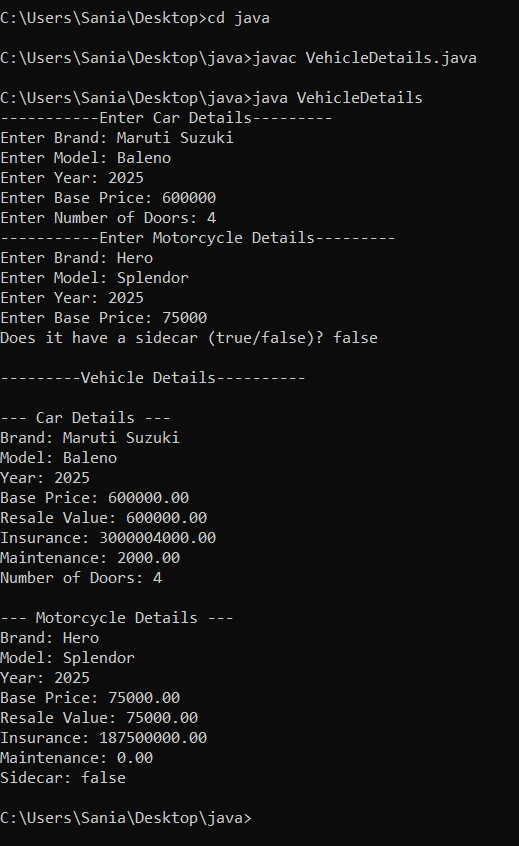 C:\Users\Sania\Desktop>cd java
C:\Users\Sania\Desktop\java>javac VehicleDetails.java
C:\Users\Sania\Desktop\java>java VehicleDetails
-----------Enter Car Details---------
Enter Brand: Maruti Suzuki
Enter Model: Baleno
Enter Year: 2025
Enter Base Price: 600000
Enter Number of Doors: 4
-----------Enter Motorcycle Details---------
Enter Brand: Hero
Enter Model: Splendor
Enter Year: 2025
Enter Base Price: 75000
Does it have a sidecar (true/false)? false
---------Vehicle Details----------
--- Car Details ---
Brand: Maruti Suzuki
Model: Baleno
Year: 2025
Base Price: 600000.00
Resale Value: 600000.00
Insurance: 3000004000.00
Maintenance: 2000.00
Number of Doors: 4
--- Motorcycle Details ---
Brand: Hero
Model: Splendor
Year: 2025
Base Price: 75000.00
Resale Value: 75000.00
Insurance: 187500000.00
Maintenance: 0.00
Sidecar: false
C:\Users\Sania\Desktop\java>